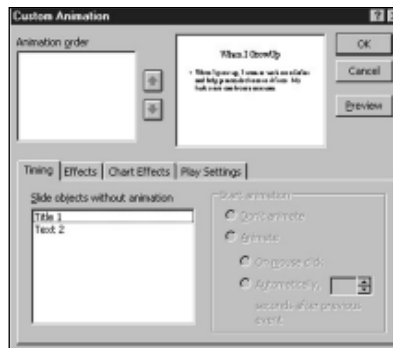 Custom Animation
Animation order
When I Grow Up
OK
Cancel
Preview
Timing
Effects
Chart Effects
Play Settings
Slide objects without animation
Title 1
Text 2
Start animation
Don't animate
Animate
On mouse click
Automatically,
seconds after previous
event